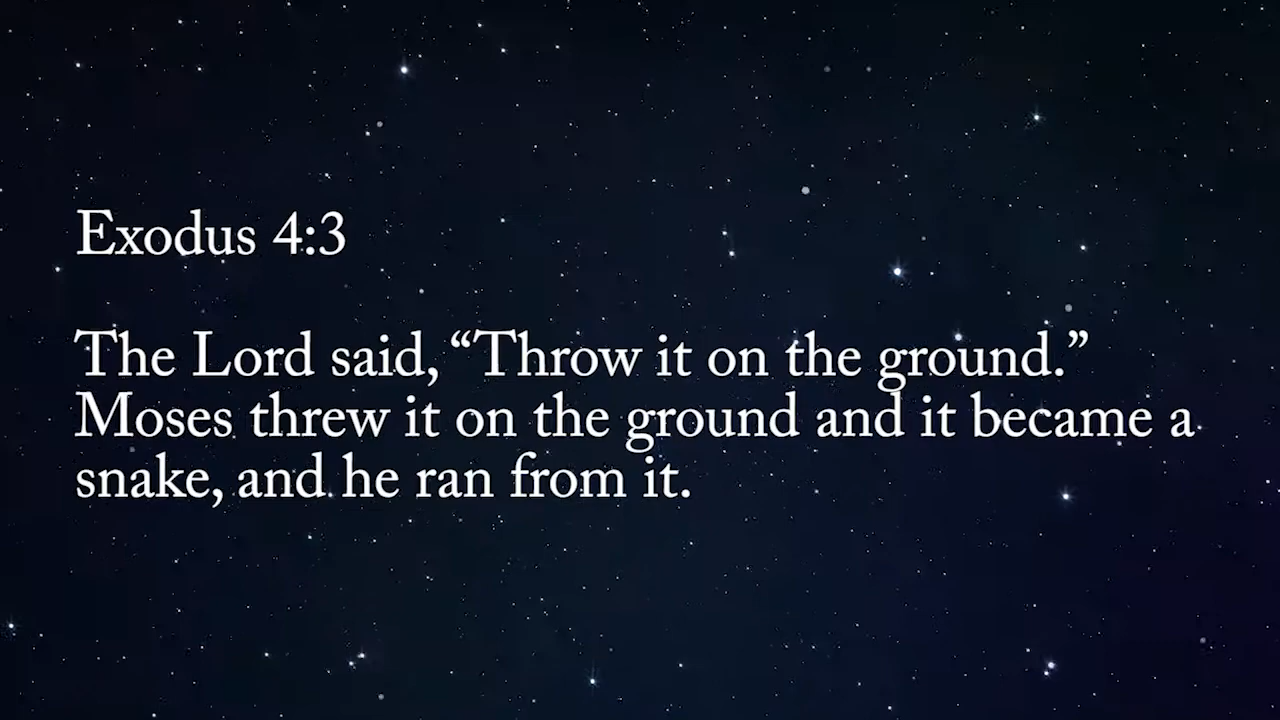 Exodus 4:3
The Lord said, “Throw it on the ground.”
Moses threw it on the ground and it became a
snake, and he ran from it.